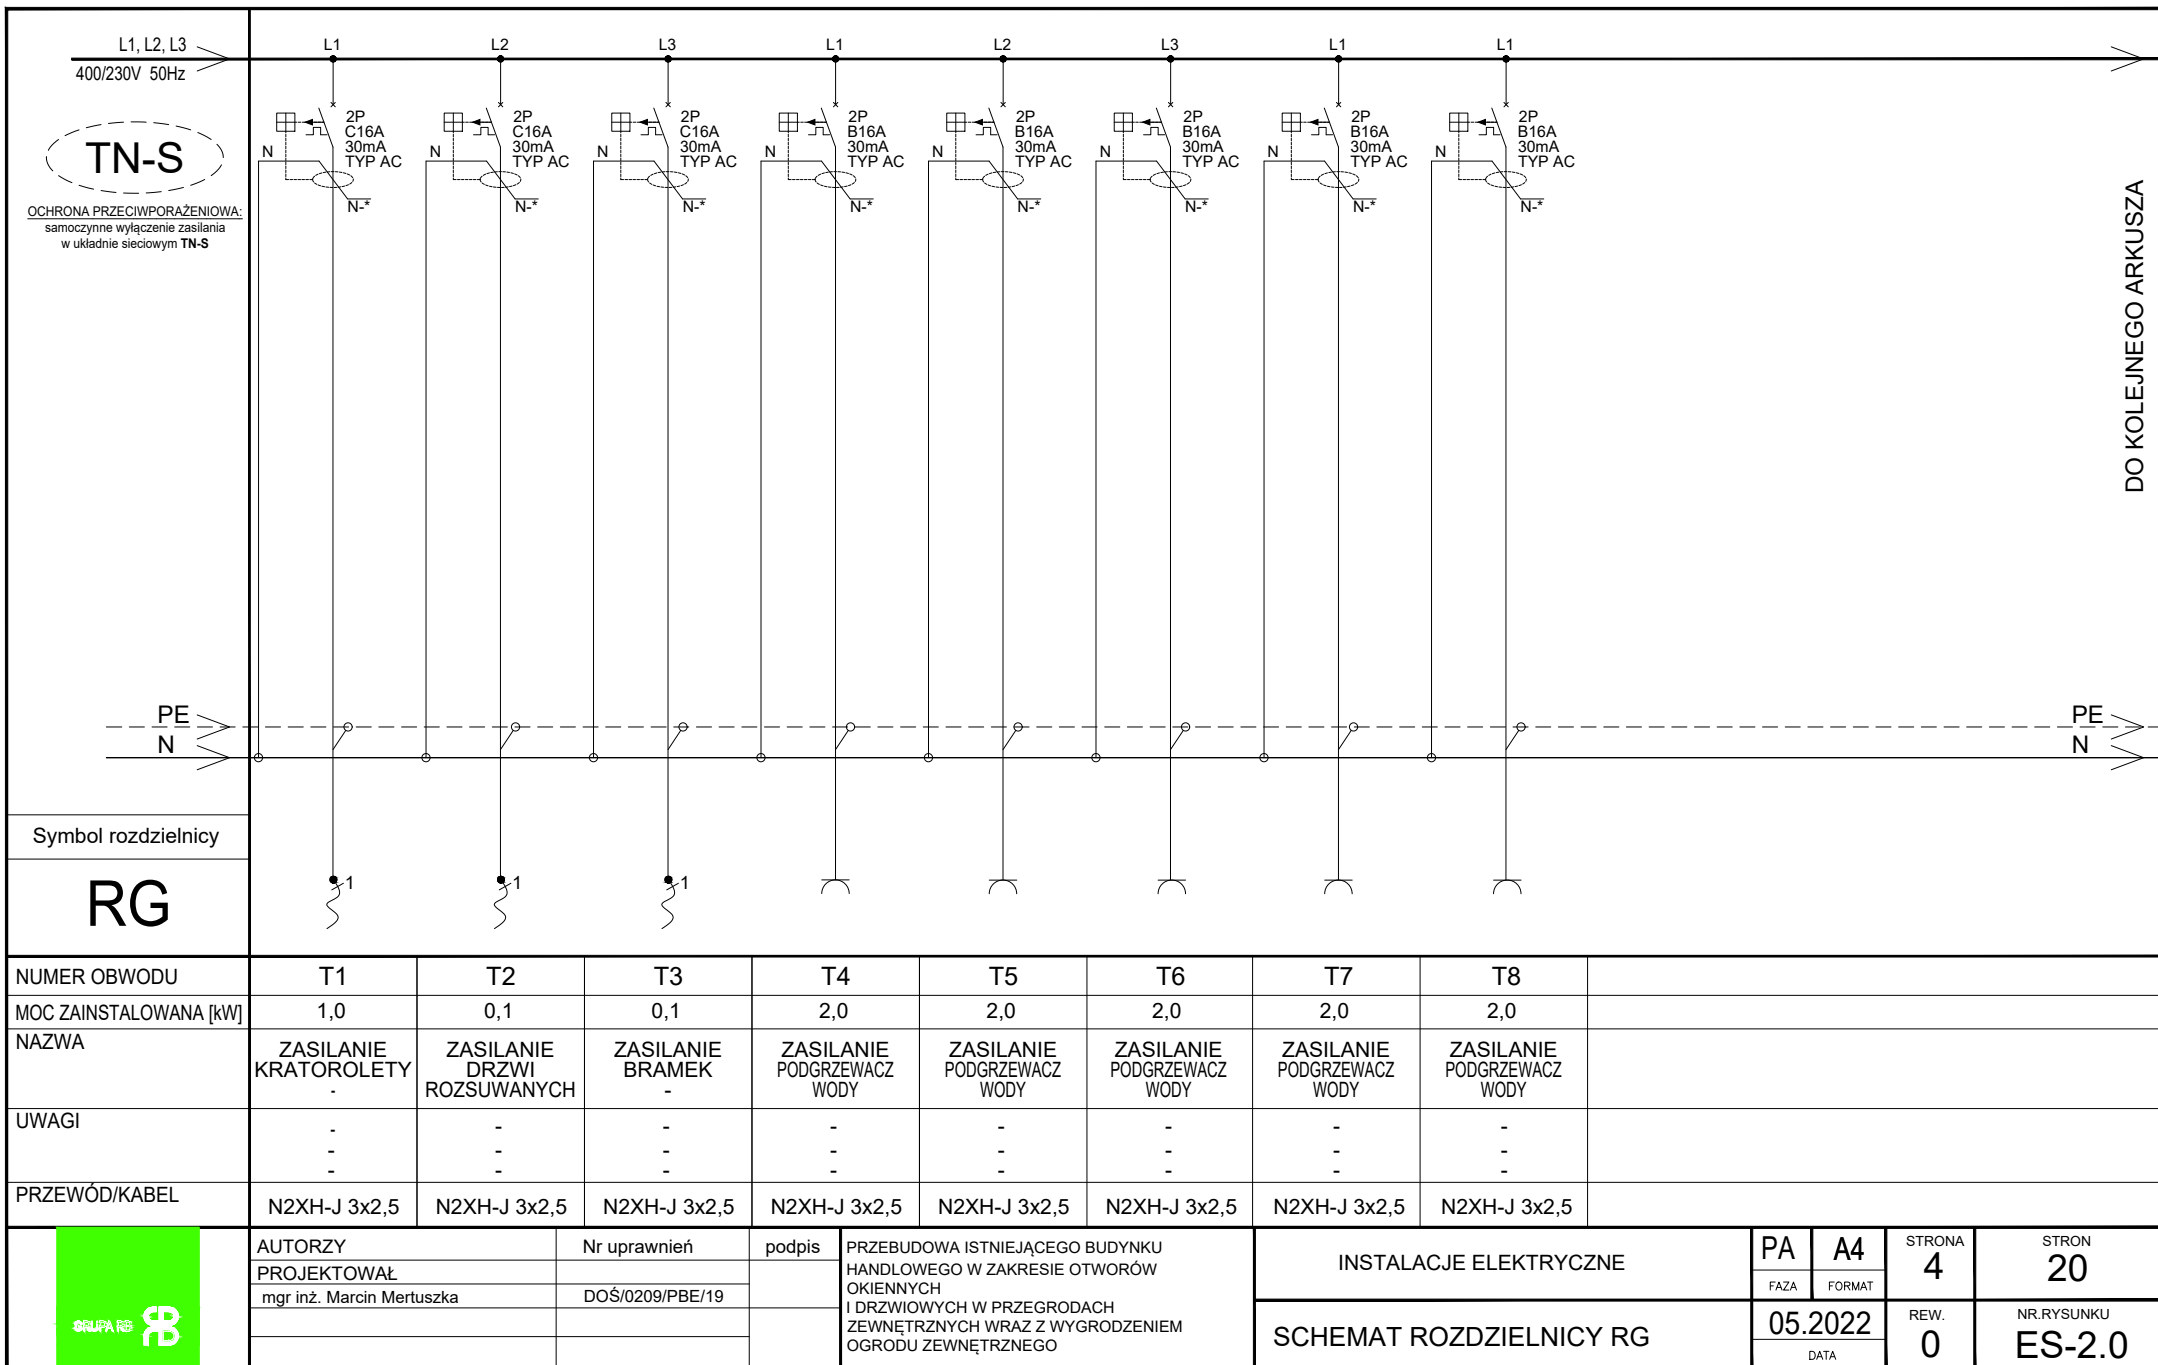 L1, L2, L3
400/230V 50Hz
L1 L2 L3 L1 L2 L3 L1 L1
TN-S
OCHRONA PRZECIWPORAŻENIOWA:
samoczynne wyłączenie zasilania
w układnie sieciowym TN-S
2P 2P 2P 2P 2P 2P 2P 2P
C16A C16A C16A B16A B16A B16A B16A B16A
30mA 30mA 30mA 30mA 30mA 30mA 30mA 30mA
N TYP AC N TYP AC N TYP AC N TYP AC N TYP AC N TYP AC N TYP AC N TYP AC
N-* N-* N-* N-* N-* N-* N-* N-*
DO KOLEJNEGO ARKUSZA
PE PE
N N
Symbol rozdzielnicy
RG
1 1 1
NUMER OBWODU T1 T2 T3 T4 T5 T6 T7 T8
MOC ZAINSTALOWANA [kW] 1,0 0,1 0,1 2,0 2,0 2,0 2,0 2,0
NAZWA
ZASILANIE ZASILANIE ZASILANIE ZASILANIE ZASILANIE ZASILANIE ZASILANIE ZASILANIE
KRATOROLETY DRZWI BRAMEK PODGRZEWACZ PODGRZEWACZ PODGRZEWACZ PODGRZEWACZ PODGRZEWACZ
- ROZSUWANYCH - WODY WODY WODY WODY WODY
UWAGI
- - - - - - - -
- - - - - - - -
- - - - - - - -
PRZEWÓD/KABEL
N2XH-J 3x2,5 N2XH-J 3x2,5 N2XH-J 3x2,5 N2XH-J 3x2,5 N2XH-J 3x2,5 N2XH-J 3x2,5 N2XH-J 3x2,5 N2XH-J 3x2,5
GRUPA RB RB
AUTORZY Nr uprawnień podpis
PROJEKTOWAŁ
mgr inż. Marcin Mertuszka DOŚ/0209/PBE/19
PRZEBUDOWA ISTNIEJĄCEGO BUDYNKU
HANDLOWEGO W ZAKRESIE OTWORÓW
OKIENNYCH
I DRZWIOWYCH W PRZEGRODACH
ZEWNĘTRZNYCH WRAZ Z WYGRODZENIEM
OGRODU ZEWNĘTRZNEGO
INSTALACJE ELEKTRYCZNE
SCHEMAT ROZDZIELNICY RG
PA A4
FAZA FORMAT
STRONA
4
STRON
20
05.2022
DATA
REW.
0
NR.RYSUNKU
ES-2.0